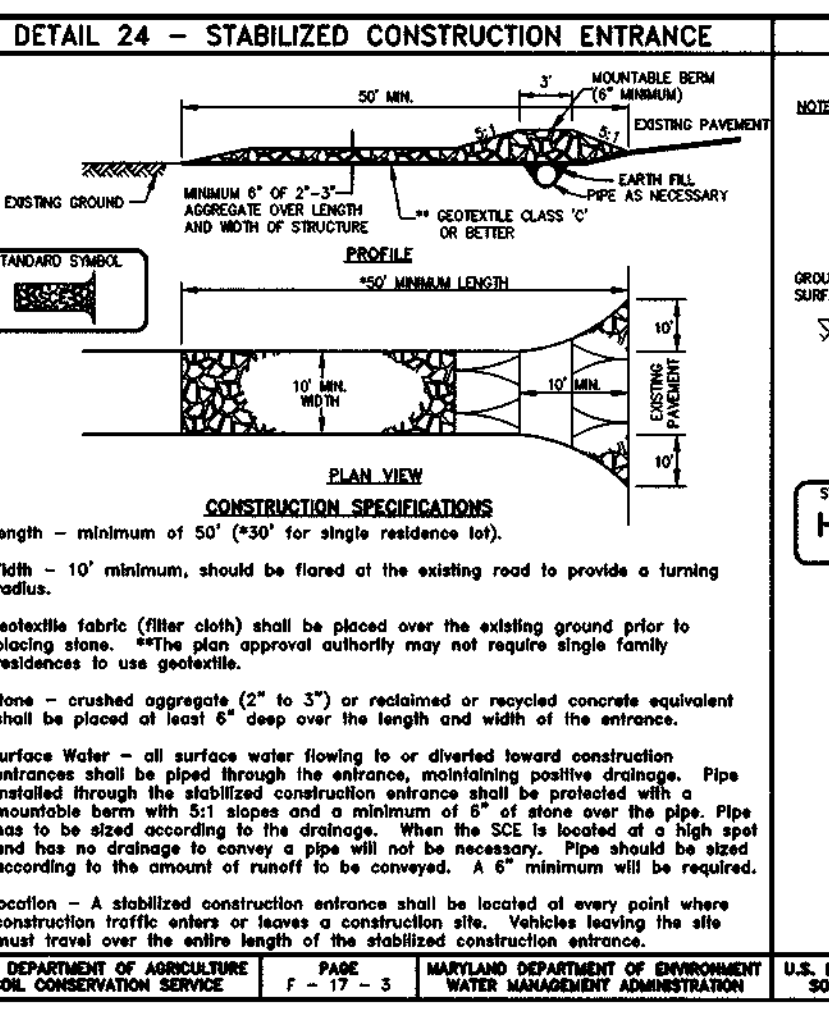 DETAIL 24 - STABILIZED CONSTRUCTION ENTRANCE
50' MIN.
3'
MOUNTABLE BERM
(6" MINIMUM)
5:1
5:1
EXISTING PAVEMENT
EXISTING GROUND
MINIMUM 6" OF 2"-3"
AGGREGATE OVER LENGTH
AND WIDTH OF STRUCTURE
** GEOTEXTILE CLASS 'C'
OR BETTER
EARTH FILL
PIPE AS NECESSARY
PROFILE
TANDARD SYMBOL
*50' MINIMUM LENGTH
10'
10' MIN.
WIDTH
10' MIN.
EXISTING
PAVEMENT
10'
PLAN VIEW
CONSTRUCTION SPECIFICATIONS
ength – minimum of 50' (*30' for single residence lot).
idth – 10' minimum, should be flared at the existing road to provide a turning
radius.
eotextile fabric (filter cloth) shall be placed over the existing ground prior to
placing stone. **The plan approval authority may not require single family
residences to use geotextile.
tone – crushed aggregate (2" to 3") or reclaimed or recycled concrete equivalent
shall be placed at least 6" deep over the length and width of the entrance.
urface Water – all surface water flowing to or diverted toward construction
entrances shall be piped through the entrance, maintaining positive drainage. Pipe
installed through the stabilized construction entrance shall be protected with a
mountable berm with 5:1 slopes and a minimum of 6" of stone over the pipe. Pipe
has to be sized according to the drainage. When the SCE is located at a high spot
and has no drainage to convey a pipe will not be necessary. Pipe should be sized
according to the amount of runoff to be conveyed. A 6" minimum will be required.
ocation – A stabilized construction entrance shall be located at every point where
construction traffic enters or leaves a construction site. Vehicles leaving the site
must travel over the entire length of the stabilized construction entrance.
DEPARTMENT OF AGRICULTURE
OIL CONSERVATION SERVICE
PAGE
F - 17 - 3
MARYLAND DEPARTMENT OF ENVIRONMENT
WATER MANAGEMENT ADMINISTRATION
NOTE
GROU
SURF
S
H
U.S.
SO